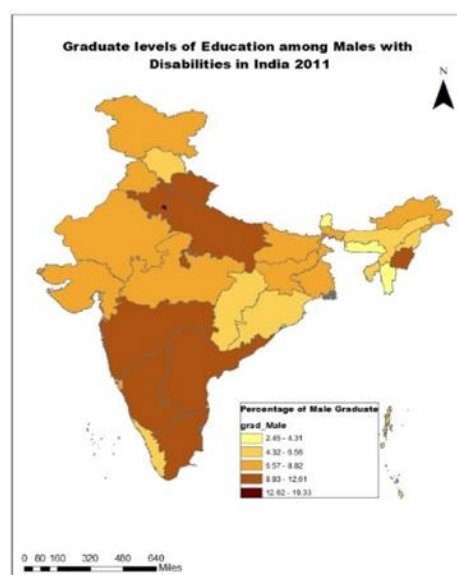 Graduate levels of Education among Males with
Disabilities in India 2011
N
Percentage of Male Graduate
grad_Male
2.45 - 4.31
4.32 - 6.56
6.57 - 8.82
8.83 - 12.61
12.62 - 19.33
0 80 160 320 480 640
Miles